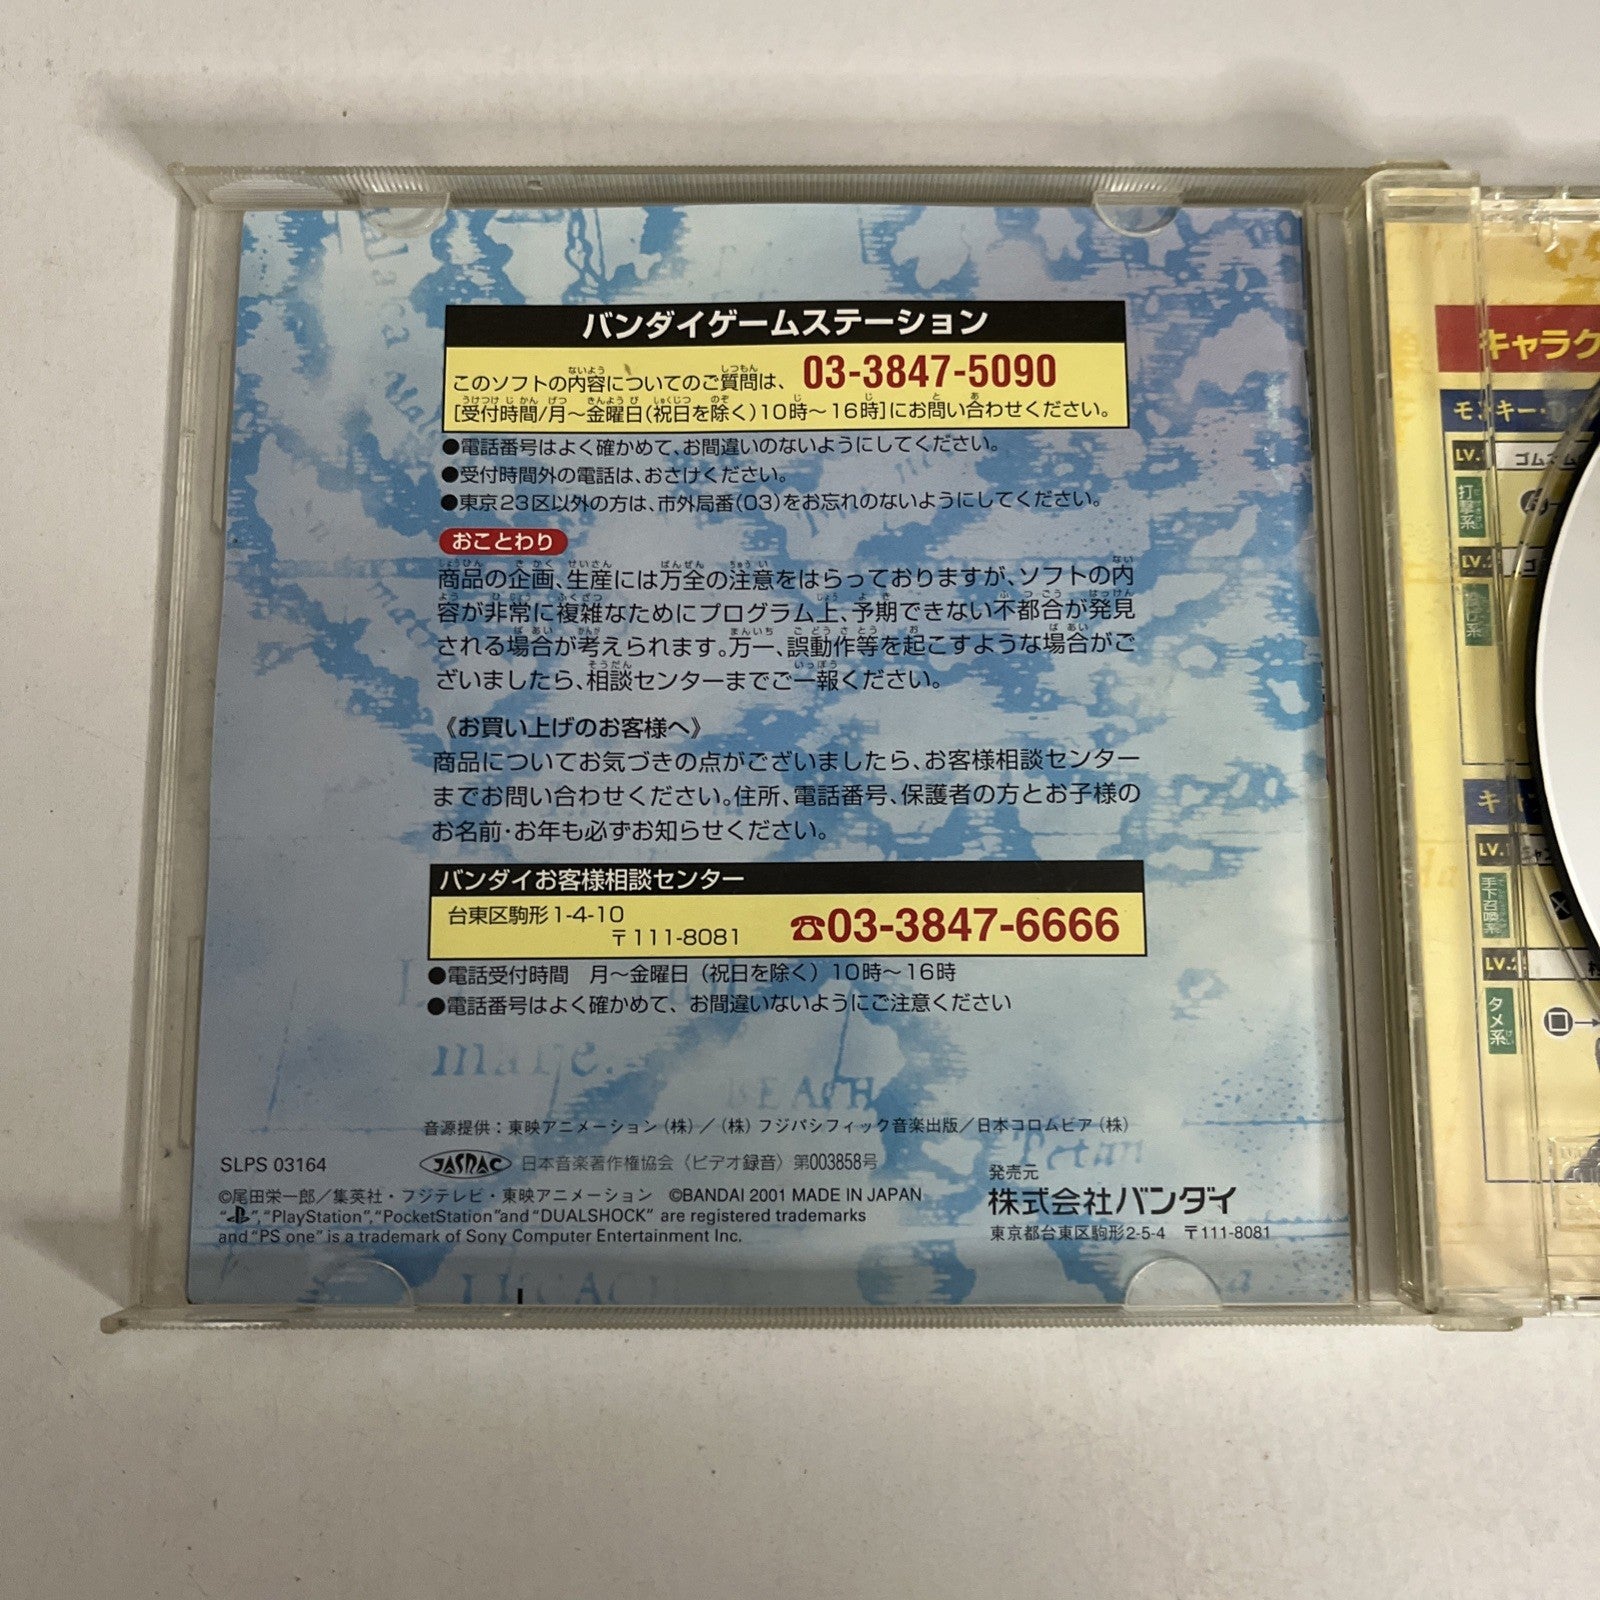 バンダイゲームステーション
このソフトの内容についてのご質問は、 03-3847-5090
[受付時間/月～金曜日(祝日を除く)10時～16時]にお問い合わせください。
●電話番号はよく確かめて、お間違いのないようにしてください。
●受付時間外の電話は、おさけください。
●東京23区以外の方は、市外局番(03)をお忘れのないようにしてください。
おことわり
商品の企画、生産には万全の注意をはらっておりますが、ソフトの内
容が非常に複雑なためにプログラム上、予期できない不都合が発見
される場合が考えられます。万一、誤動作等を起こすような場合がご
ざいましたら、相談センターまでご一報ください。
《お買い上げのお客様へ》
商品についてお気づきの点がございましたら、お客様相談センター
までお問い合わせください。住所、電話番号、保護者の方とお子様の
お名前・お年も必ずお知らせください。
バンダイお客様相談センター
台東区駒形1-4-10
〒111-8081
☎03-3847-6666
●電話受付時間 月～金曜日（祝日を除く）10時～16時
●電話番号はよく確かめて、お間違いないようにご注意ください
BEACH
音源提供：東映アニメーション（株）／（株）フジパシフィック音楽出版／日本コロムビア（株）
SLPS 03164
JASRAC 日本音楽著作権協会（ビデオ録音）第003858号
©尾田栄一郎／集英社・フジテレビ・東映アニメーション ©BANDAI 2001 MADE IN JAPAN
“ ”, “PlayStation”, “PocketStation”and “DUALSHOCK” are registered trademarks
and “PS one” is a trademark of Sony Computer Entertainment Inc.
発売元
株式会社バンダイ
東京都台東区駒形2-5-4 〒111-8081
キャラク
モンキー・
LV.
打撃系
LV.2
LV.
手下召喚系
LV.2
タメ系